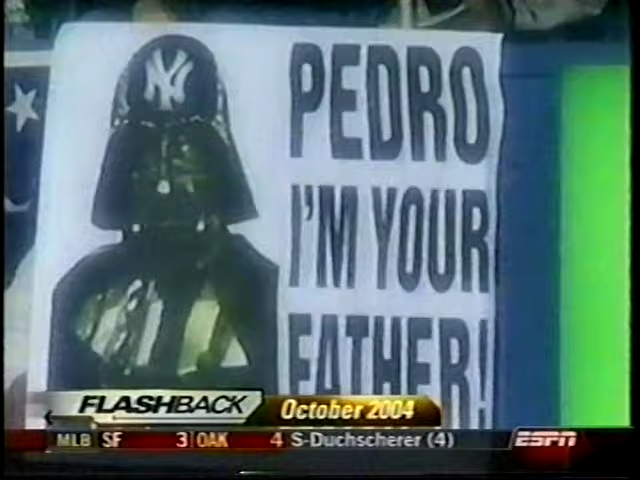 NY
PEDRO
I'M YOUR
FATHER!
FLASHBACK
October 2004
MLB SF 3 OAK 4 S-Duchscherer (4) ESPN